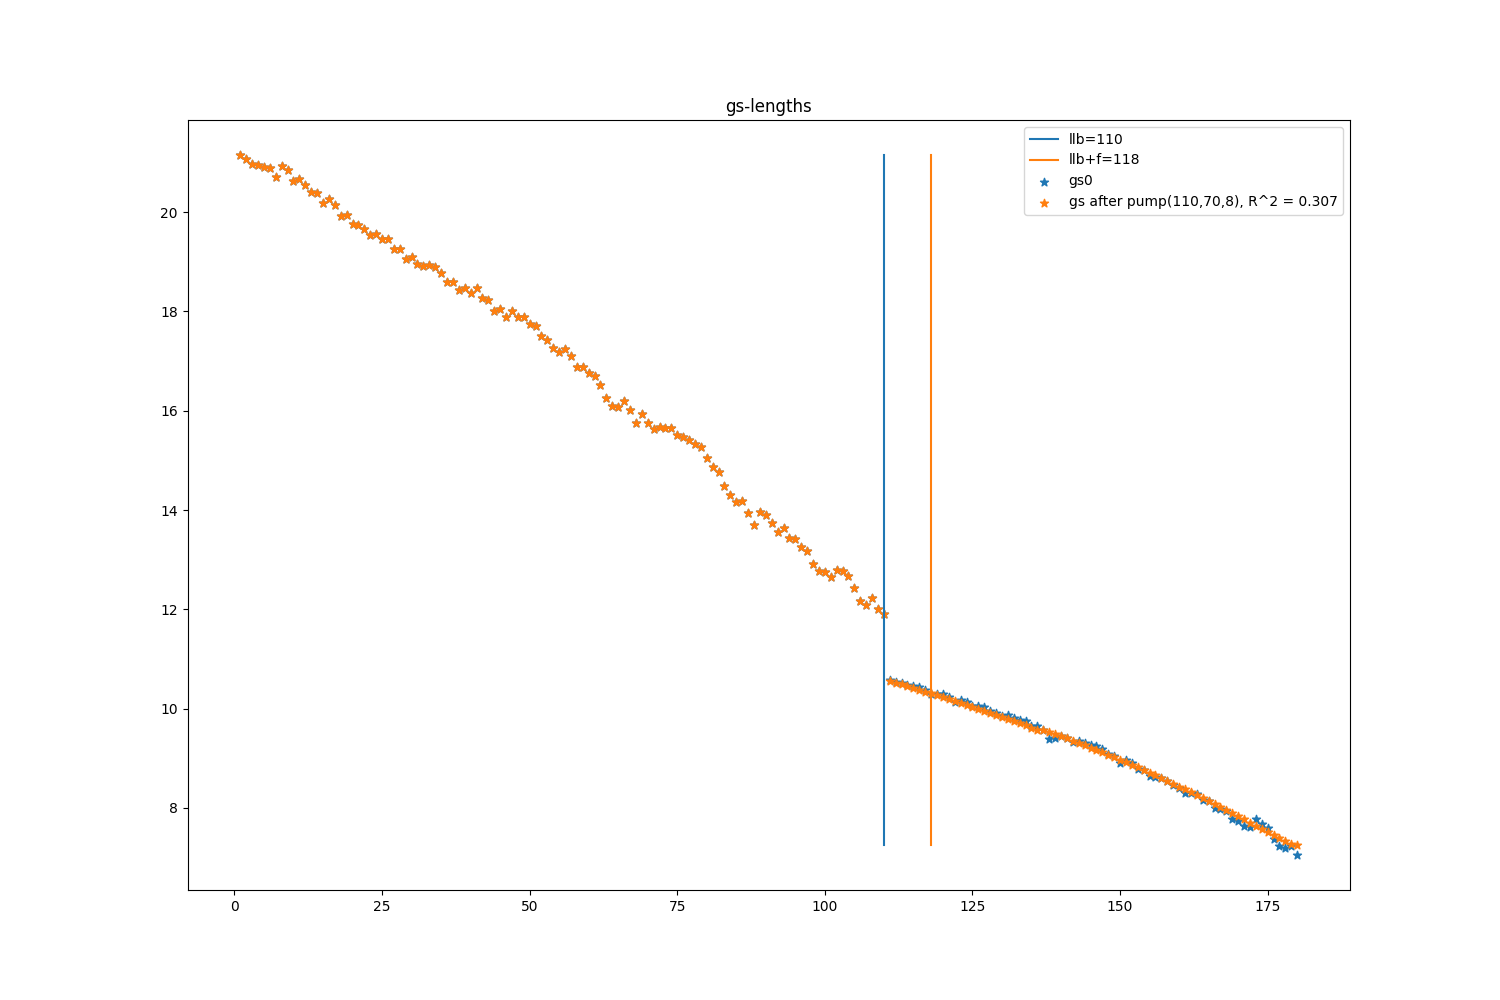 gs-lengths
llb=110
llb+f=118
gs0
gs after pump(110,70,8), R^2 = 0.307
20
18
16
14
12
10
8
0 25 50 75 100 125 150 175